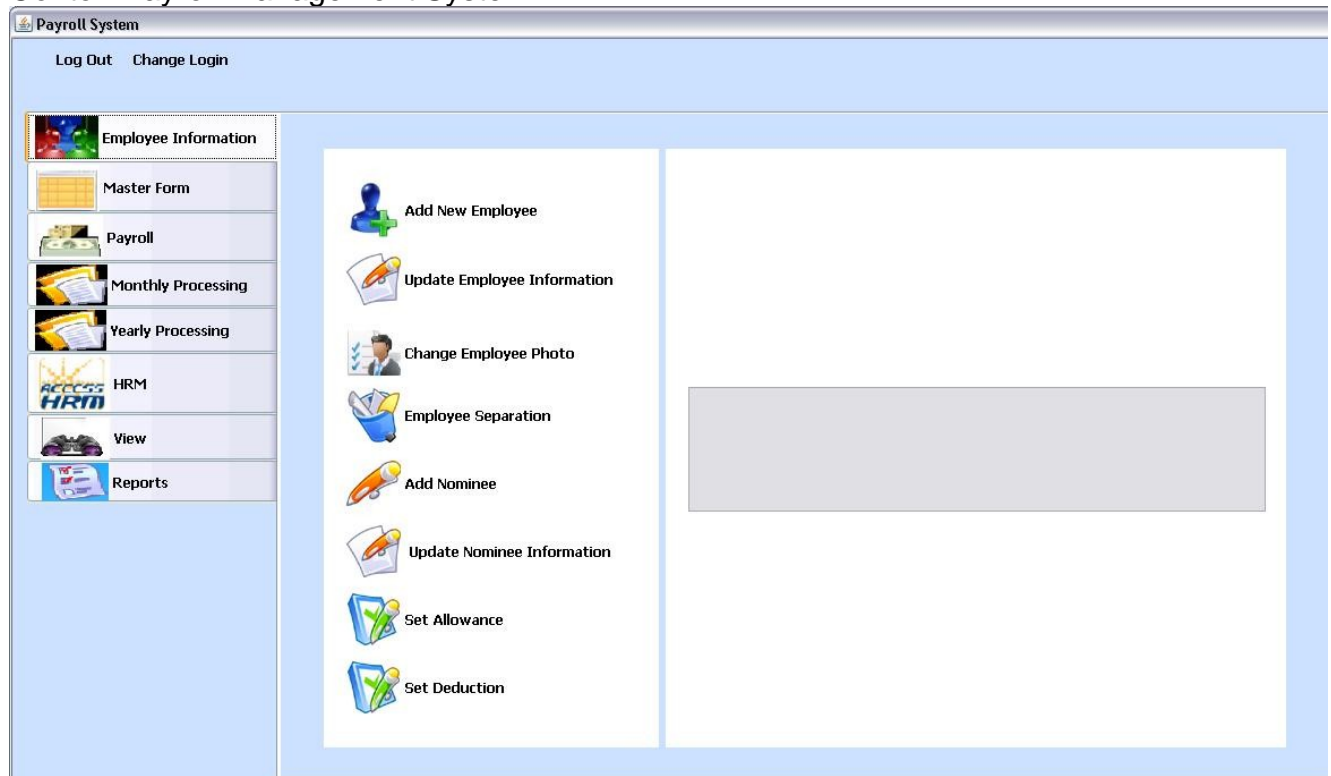 Payroll System
Log Out Change Login
Employee Information
Master Form
Payroll
Monthly Processing
Yearly Processing
ACCESS
HRM
HRM
View
Reports
Add New Employee
Update Employee Information
Change Employee Photo
Employee Separation
Add Nominee
Update Nominee Information
Set Allowance
Set Deduction